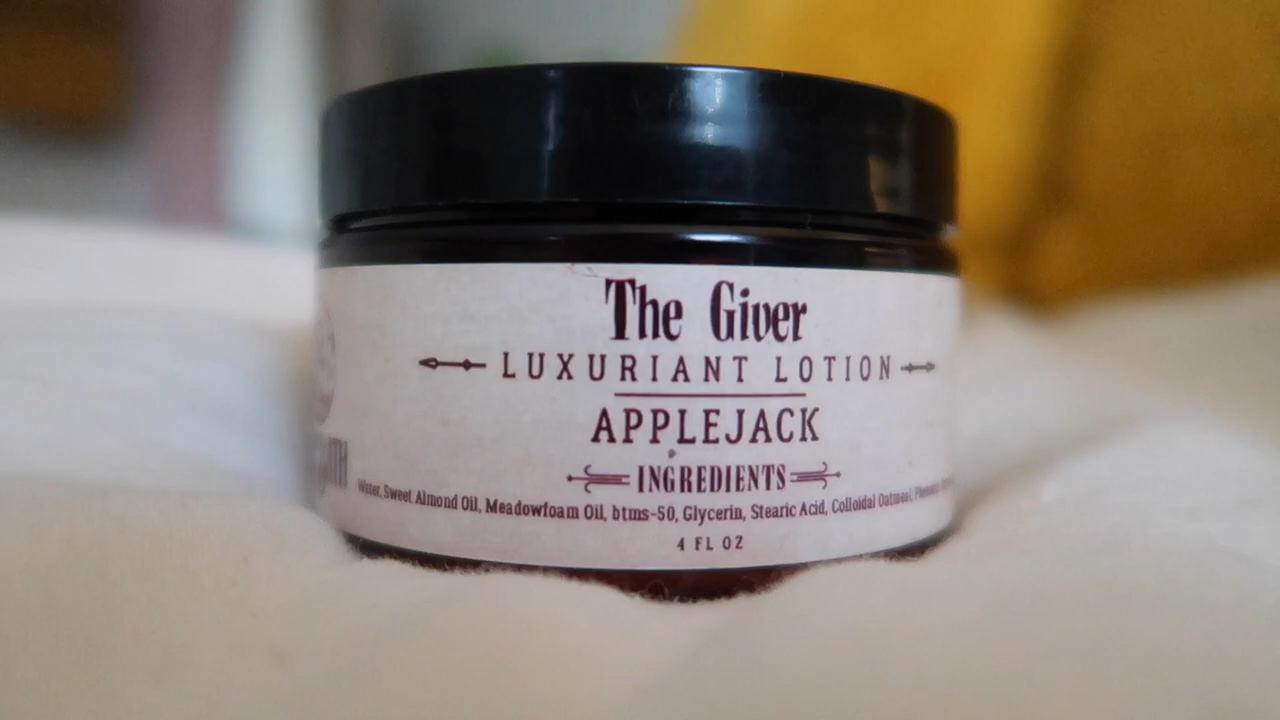 The Giver
LUXURIANT LOTION
APPLEJACK
INGREDIENTS
Water, Sweet Almond Oil, Meadowfoam Oil, btms-50, Glycerin, Stearic Acid, Colloidal Oatmeal,
4 FL OZ